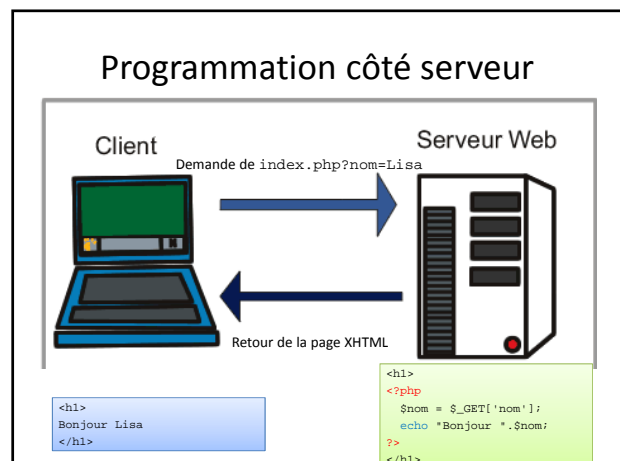 Programmation côté serveur
Client
Serveur Web
Demande de index.php?nom=Lisa
Retour de la page XHTML
<h1>
Bonjour Lisa
</h1>
<h1>
<?php
$nom = $_GET['nom'];
echo "Bonjour ".$nom;
?>
</h1>